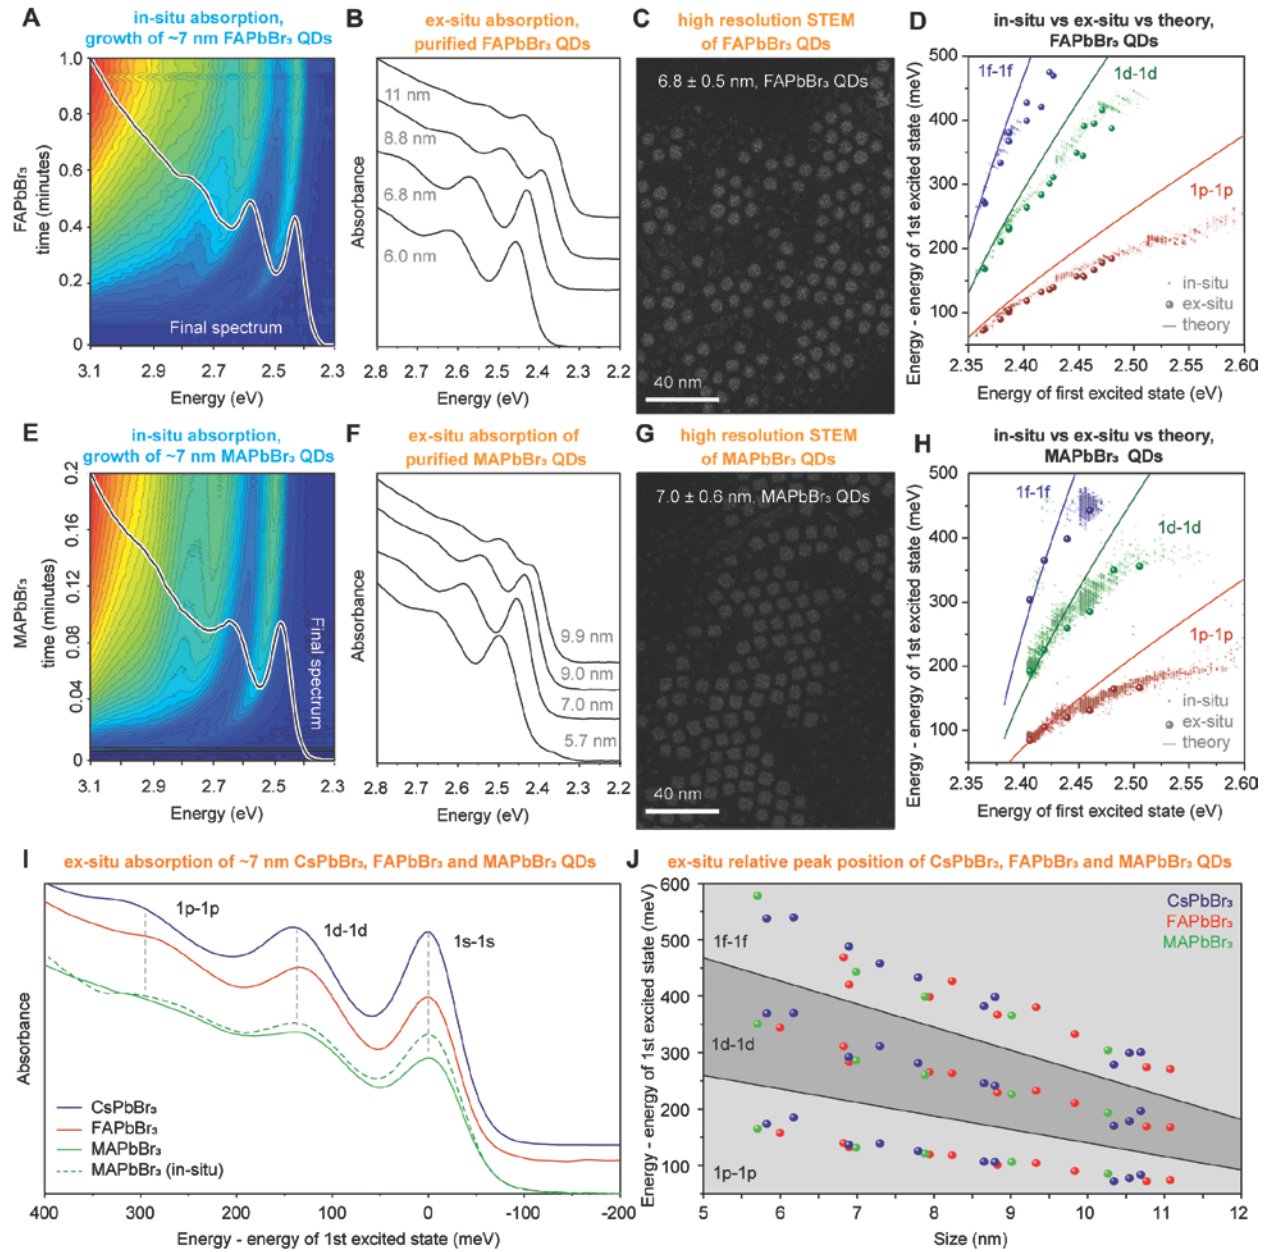 A
in-situ absorption,
growth of ~7 nm FAPbBr₃ QDs
FAPbBr₃
time (minutes)
1.0
0.8
0.6
0.4
0.2
0
Final spectrum
3.1 2.9 2.7 2.5 2.3
Energy (eV)
B
ex-situ absorption,
purified FAPbBr₃ QDs
Absorbance
11 nm
8.8 nm
6.8 nm
6.0 nm
2.8 2.7 2.6 2.5 2.4 2.3 2.2
Energy (eV)
C
high resolution STEM
of FAPbBr₃ QDs
6.8 ± 0.5 nm, FAPbBr₃ QDs
40 nm
D
in-situ vs ex-situ vs theory,
FAPbBr₃ QDs
Energy - energy of 1st excited state (meV)
500
400
300
200
100
1f-1f
1d-1d
1p-1p
in-situ
ex-situ
theory
2.35 2.40 2.45 2.50 2.55 2.60
Energy of first excited state (eV)
E
in-situ absorption,
growth of ~7 nm MAPbBr₃ QDs
MAPbBr₃
time (minutes)
0.2
0.16
0.12
0.08
0.04
0
Final spectrum
3.1 2.9 2.7 2.5 2.3
Energy (eV)
F
ex-situ absorption of
purified MAPbBr₃ QDs
Absorbance
9.9 nm
9.0 nm
7.0 nm
5.7 nm
2.8 2.7 2.6 2.5 2.4 2.3 2.2
Energy (eV)
G
high resolution STEM
of MAPbBr₃ QDs
7.0 ± 0.6 nm, MAPbBr₃ QDs
40 nm
H
in-situ vs ex-situ vs theory,
MAPbBr₃ QDs
Energy - energy of 1st excited state (meV)
500
400
300
200
100
1f-1f
1d-1d
1p-1p
in-situ
ex-situ
theory
2.35 2.40 2.45 2.50 2.55 2.60
Energy of first excited state (eV)
I
ex-situ absorption of ~7 nm CsPbBr₃, FAPbBr₃ and MAPbBr₃ QDs
Absorbance
1p-1p
1d-1d
1s-1s
CsPbBr₃
FAPbBr₃
MAPbBr₃
MAPbBr₃ (in-situ)
400 300 200 100 0 -100 -200
Energy - energy of 1st excited state (meV)
J
ex-situ relative peak position of CsPbBr₃, FAPbBr₃ and MAPbBr₃ QDs
Energy - energy of 1st excited state (meV)
600
500
400
300
200
100
CsPbBr₃
FAPbBr₃
MAPbBr₃
1f-1f
1d-1d
1p-1p
5 6 7 8 9 10 11 12
Size (nm)